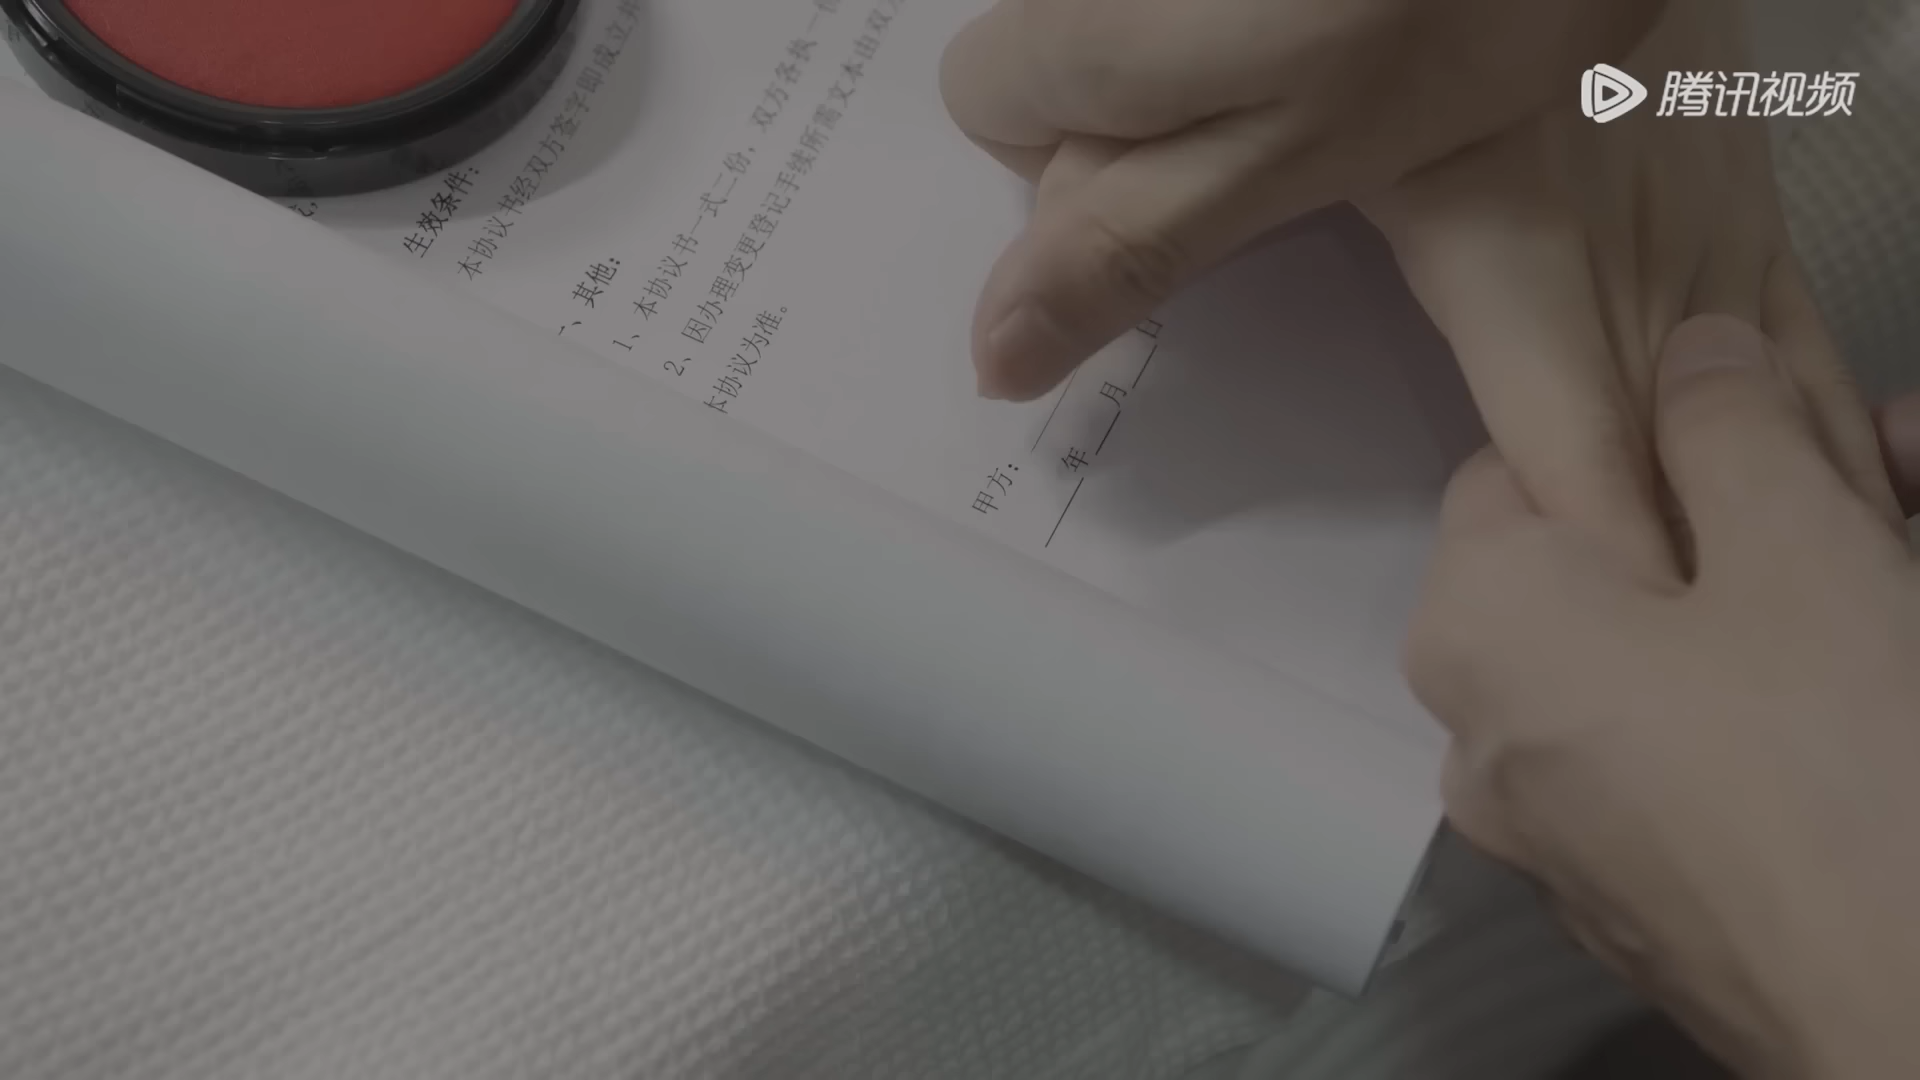 腾讯视频
生效条件：
本协议书经双方签字即成立并
一、其他：
1、本协议书一式二份，双方各执一份
2、因办理变更登记手续所需文本由双方
本协议为准。
甲方：
年 月 日